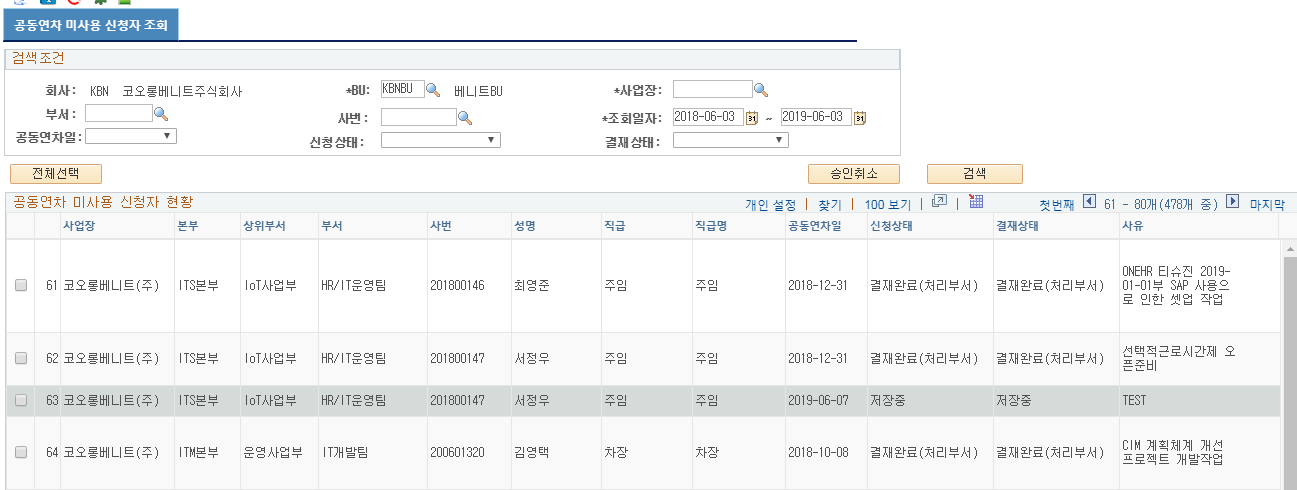 공동연차 미사용 신청자 조회
검색조건
회사: KBN 코오롱베니트주식회사 *BU: KBNBU 베니트BU *사업장:
부서: 사번: *조회일자: 2018-06-03 31 ~ 2019-06-03 31
공동연차일: 신청상태: 결재상태:
전체선택 승인취소 검색
공동연차 미사용 신청자 현황 개인 설정 | 찾기 | 100 보기 | | 첫번째 61 - 80개(478개 중) 마지막
사업장 본부 상위부서 부서 사번 성명 직급 직급명 공동연차일 신청상태 결재상태 사유
61 코오롱베니트(주) ITS본부 IoT사업부 HR/IT운영팀 201800146 최영준 주임 주임 2018-12-31 결재완료(처리부서) 결재완료(처리부서) ONEHR 티슈진 2019-
01-01부 SAP 사용으
로 인한 셋업 작업
62 코오롱베니트(주) ITS본부 IoT사업부 HR/IT운영팀 201800147 서정우 주임 주임 2018-12-31 결재완료(처리부서) 결재완료(처리부서) 선택적근로시간제 오
픈준비
63 코오롱베니트(주) ITS본부 IoT사업부 HR/IT운영팀 201800147 서정우 주임 주임 2019-06-07 저장중 저장중 TEST
64 코오롱베니트(주) ITM본부 운영사업부 IT개발팀 200601320 김영택 차장 차장 2018-10-08 결재완료(처리부서) 결재완료(처리부서) CIM 계획체계 개선
프로젝트 개발작업